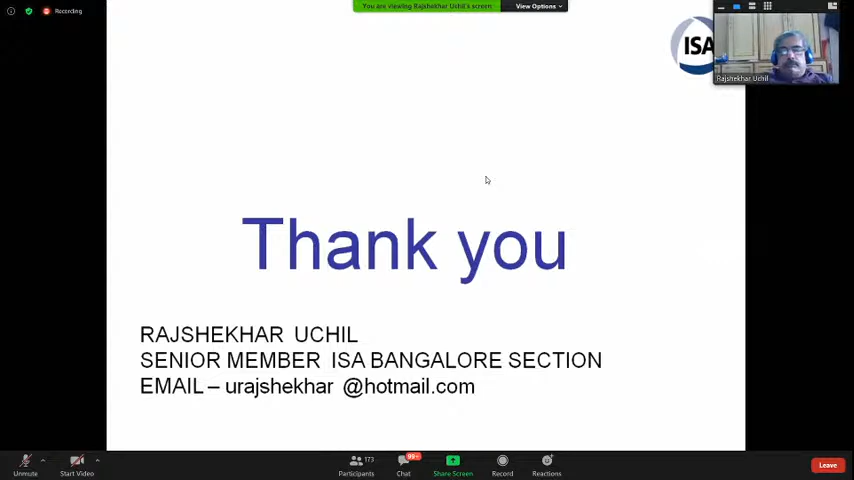 Recording
You are viewing Rajshekhar Uchil's screen
View Options
ISA
Rajshekhar Uchil
Thank you
RAJSHEKHAR UCHIL
SENIOR MEMBER ISA BANGALORE SECTION
EMAIL – urajshekhar @hotmail.com
173
99+
Unmute
Start Video
Participants
Chat
Share Screen
Record
Reactions
Leave